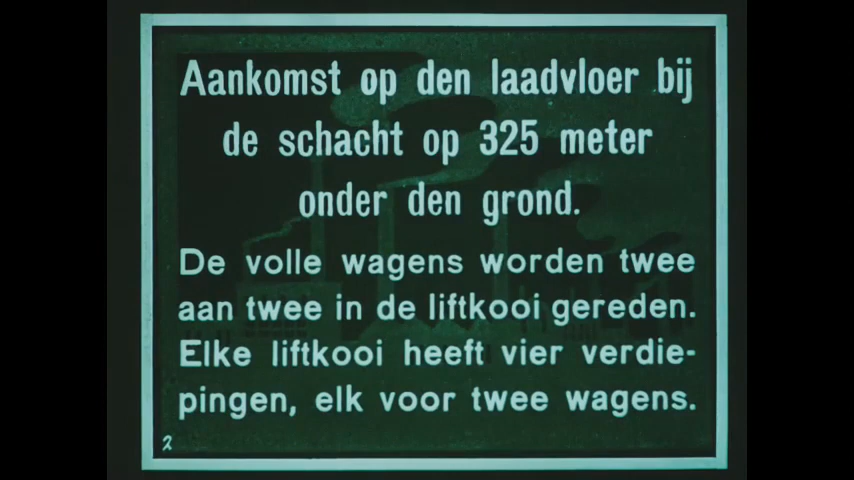 Aankomst op den laadvloer bij
de schacht op 325 meter
onder den grond.
De volle wagens worden twee
aan twee in de liftkooi gereden.
Elke liftkooi heeft vier verdie-
pingen, elk voor twee wagens.
2